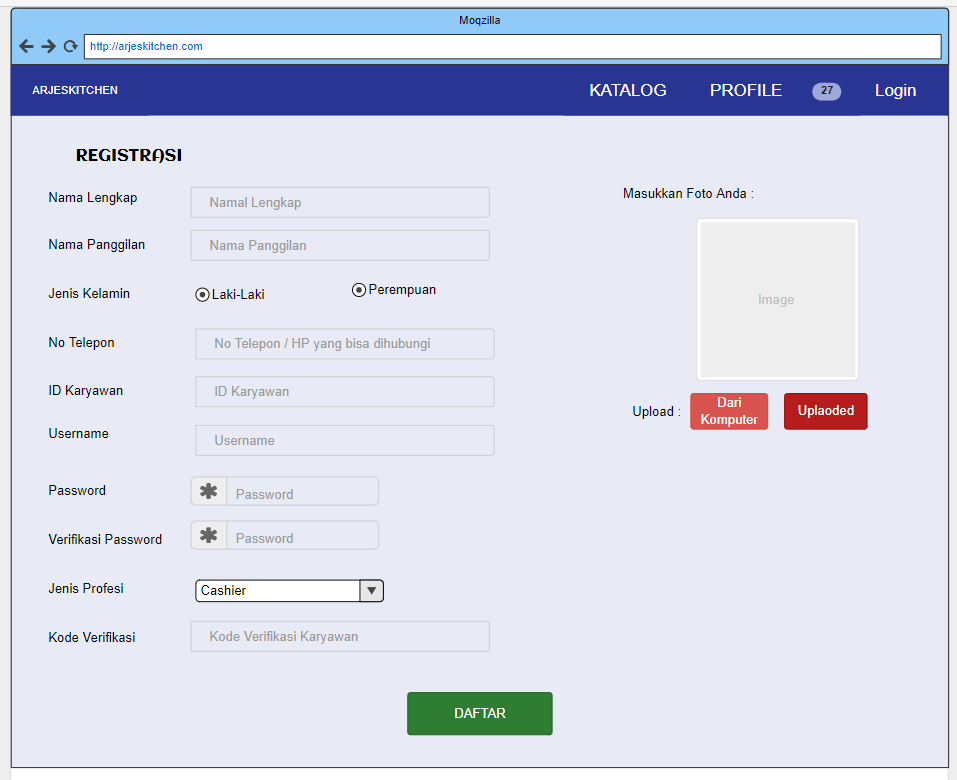 Moqzilla
http://arjeskitchen.com
ARJESKITCHEN KATALOG PROFILE 27 Login
REGISTRASI
Nama Lengkap Namal Lengkap
Masukkan Foto Anda :
Nama Panggilan Nama Panggilan
Jenis Kelamin Laki-Laki Perempuan
Image
No Telepon No Telepon / HP yang bisa dihubungi
ID Karyawan ID Karyawan
Upload : Dari
Komputer
Uplaoded
Username Username
Password Password
Verifikasi Password Password
Jenis Profesi Cashier
Kode Verifikasi Kode Verifikasi Karyawan
DAFTAR